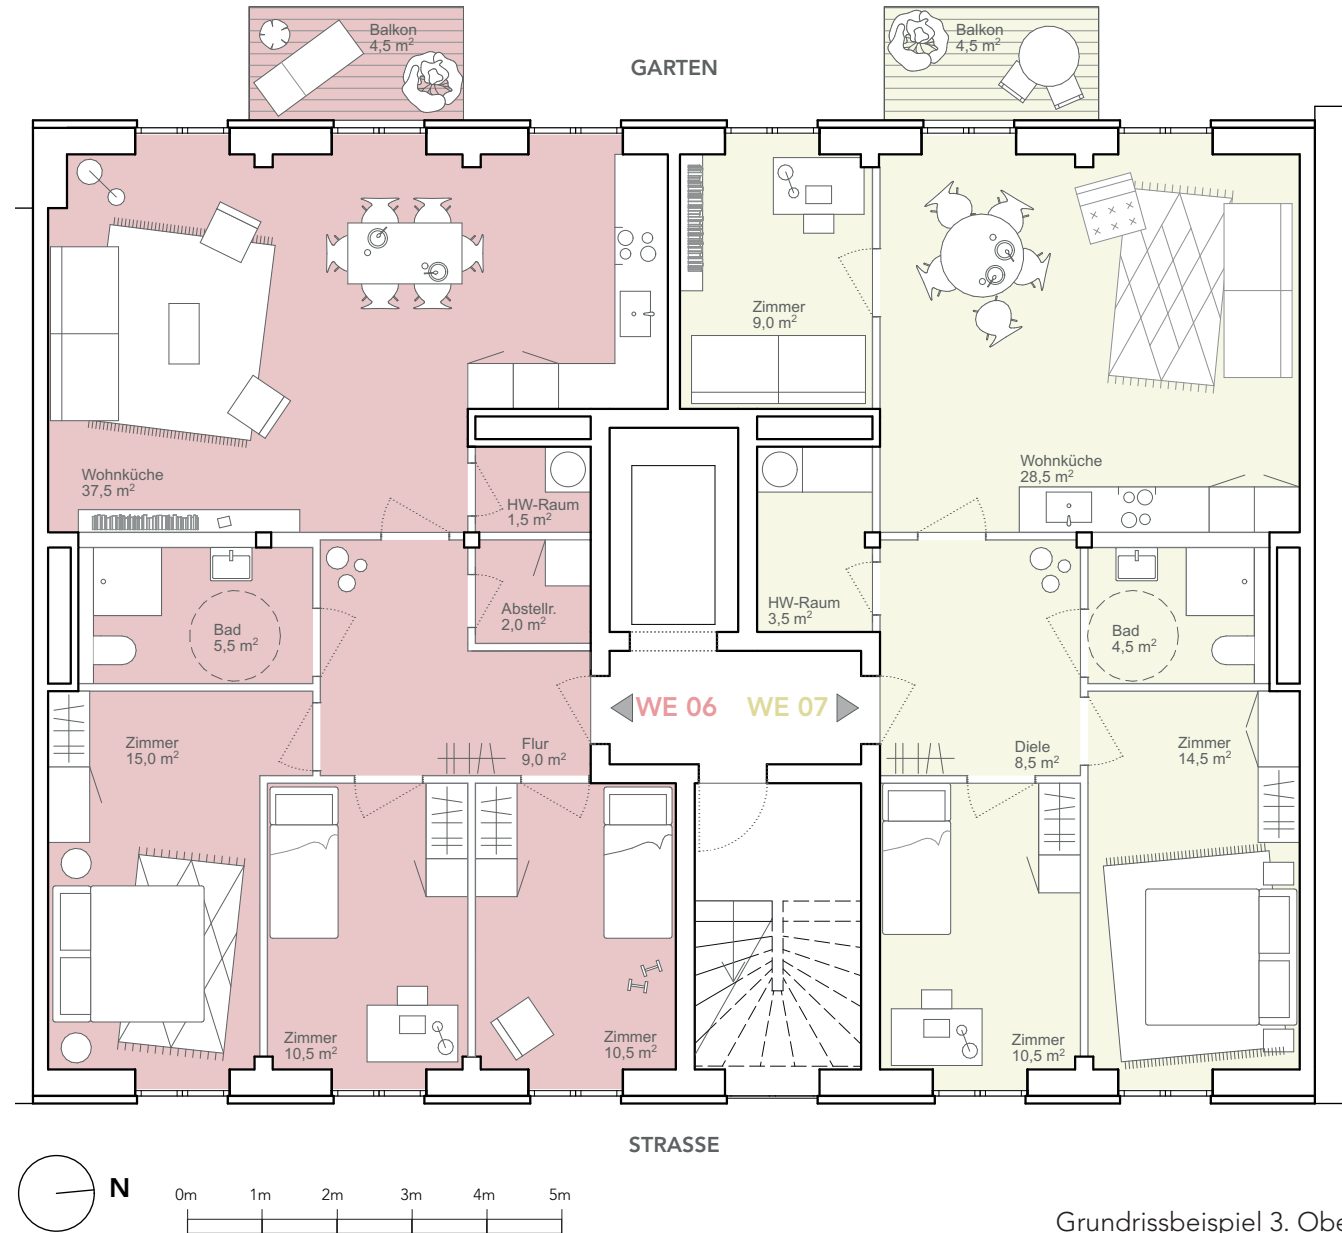 Balkon
4,5 m²
GARTEN
Balkon
4,5 m²
Zimmer
9,0 m²
Wohnküche
37,5 m²
HW-Raum
1,5 m²
Wohnküche
28,5 m²
Bad
5,5 m²
Abstellr.
2,0 m²
HW-Raum
3,5 m²
Bad
4,5 m²
WE 06
WE 07
Zimmer
15,0 m²
Flur
9,0 m²
Diele
8,5 m²
Zimmer
14,5 m²
Zimmer
10,5 m²
Zimmer
10,5 m²
Zimmer
10,5 m²
STRASSE
N
0m 1m 2m 3m 4m 5m
Grundrissbeispiel 3. Obe